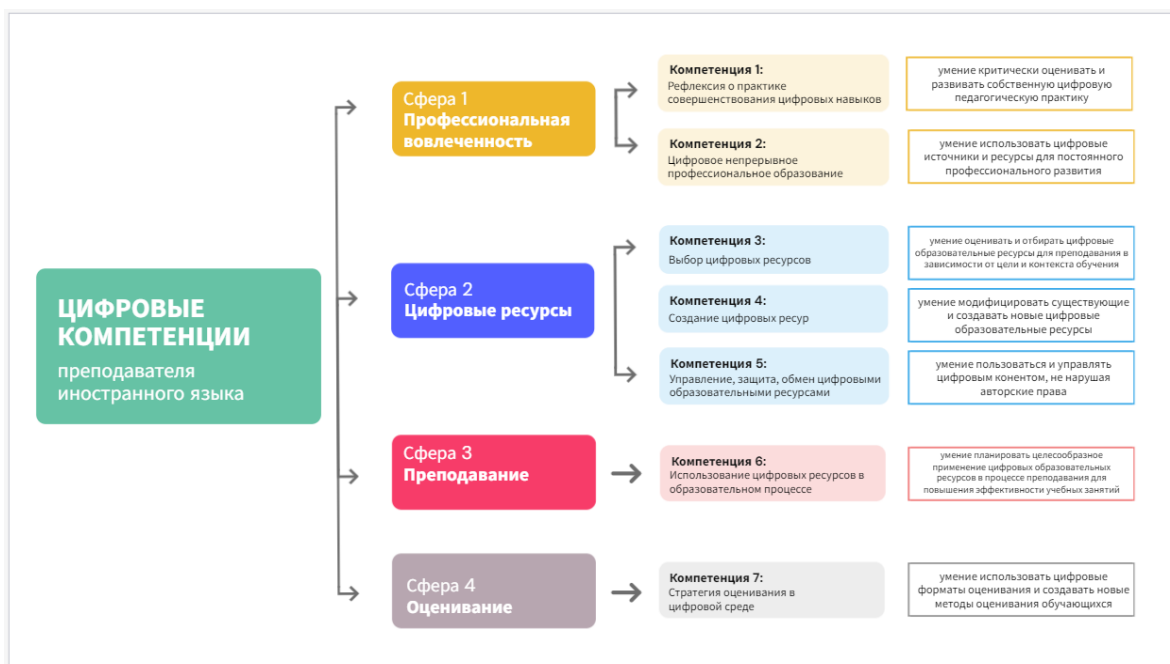 ЦИФРОВЫЕ
КОМПЕТЕНЦИИ
преподавателя
иностранного языка
Сфера 1
Профессиональная
вовлеченность
Компетенция 1:
Рефлексия о практике
совершенствования цифровых навыков
умение критически оценивать и
развивать собственную цифровую
педагогическую практику
Компетенция 2:
Цифровое непрерывное
профессиональное образование
умение использовать цифровые
источники и ресурсы для постоянного
профессионального развития
Сфера 2
Цифровые ресурсы
Компетенция 3:
Выбор цифровых ресурсов
умение оценивать и отбирать цифровые
образовательные ресурсы для преподавания в
зависимости от цели и контекста обучения
Компетенция 4:
Создание цифровых ресур
умение модифицировать существующие
и создавать новые цифровые
образовательные ресурсы
Компетенция 5:
Управление, защита, обмен цифровыми
образовательными ресурсами
умение пользоваться и управлять
цифровым конентом, не нарушая
авторские права
Сфера 3
Преподавание
Компетенция 6:
Использование цифровых ресурсов в
образовательном процессе
умение планировать целесообразное
применение цифровых образовательных
ресурсов в процессе преподавания для
повышения эффективности учебных занятий
Сфера 4
Оценивание
Компетенция 7:
Стратегия оценивания в
цифровой среде
умение использовать цифровые
форматы оценивания и создавать новые
методы оценивания обучающихся